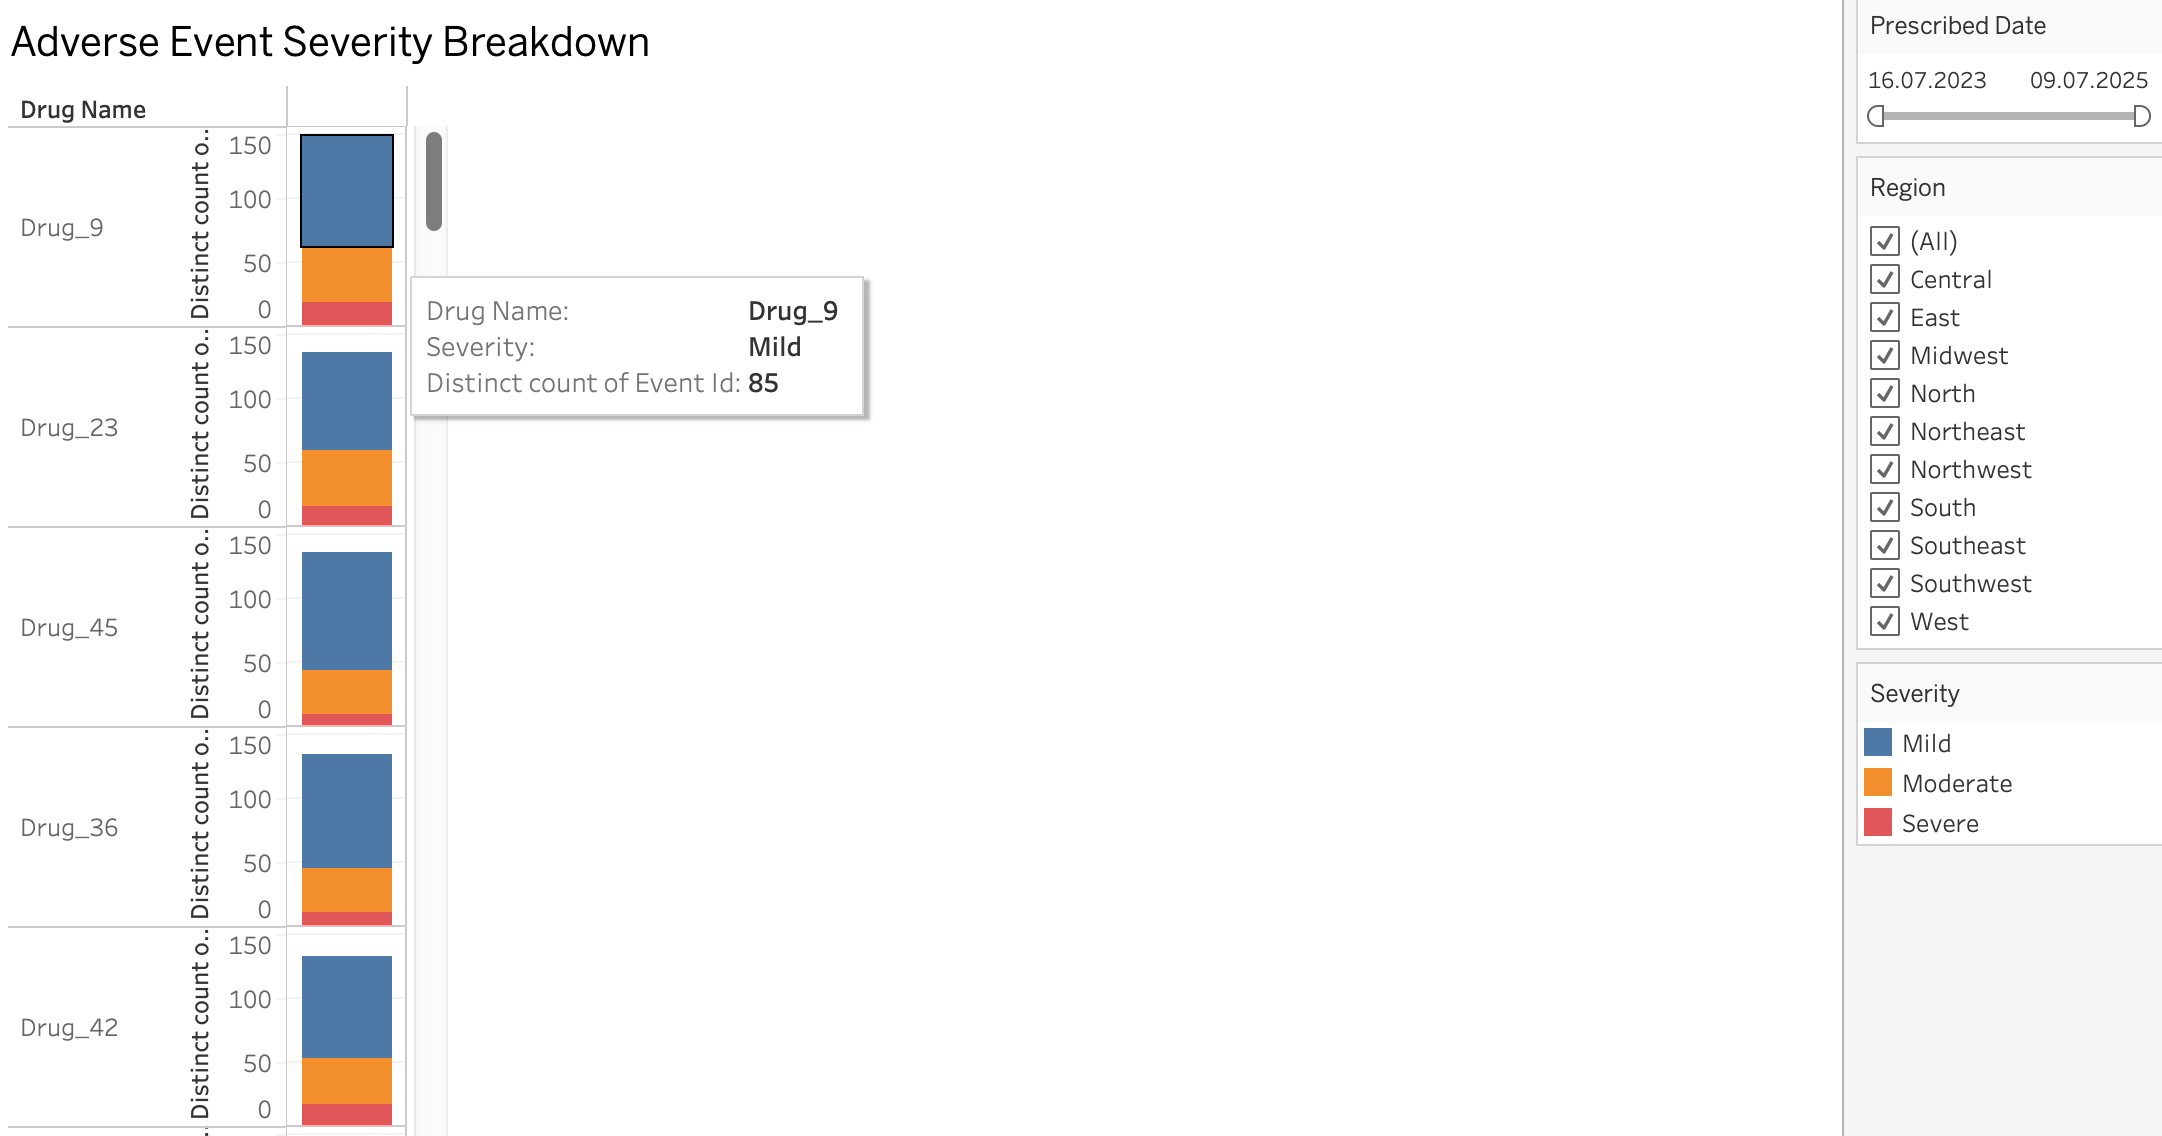 Adverse Event Severity Breakdown
Drug Name
Drug_9
Distinct count o..
150
100
50
0
Drug_23
Distinct count o..
150
100
50
0
Drug_45
Distinct count o..
150
100
50
0
Drug_36
Distinct count o..
150
100
50
0
Drug_42
Distinct count o..
150
100
50
0
Drug Name: Drug_9
Severity: Mild
Distinct count of Event Id: 85
Prescribed Date
16.07.2023 09.07.2025
Region
(All)
Central
East
Midwest
North
Northeast
Northwest
South
Southeast
Southwest
West
Severity
Mild
Moderate
Severe